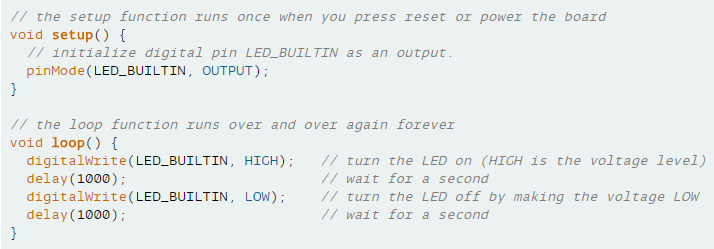 // the setup function runs once when you press reset or power the board
void setup() {
  // initialize digital pin LED_BUILTIN as an output.
  pinMode(LED_BUILTIN, OUTPUT);
}

// the loop function runs over and over again forever
void loop() {
  digitalWrite(LED_BUILTIN, HIGH);   // turn the LED on (HIGH is the voltage level)
  delay(1000);                       // wait for a second
  digitalWrite(LED_BUILTIN, LOW);    // turn the LED off by making the voltage LOW
  delay(1000);                       // wait for a second
}